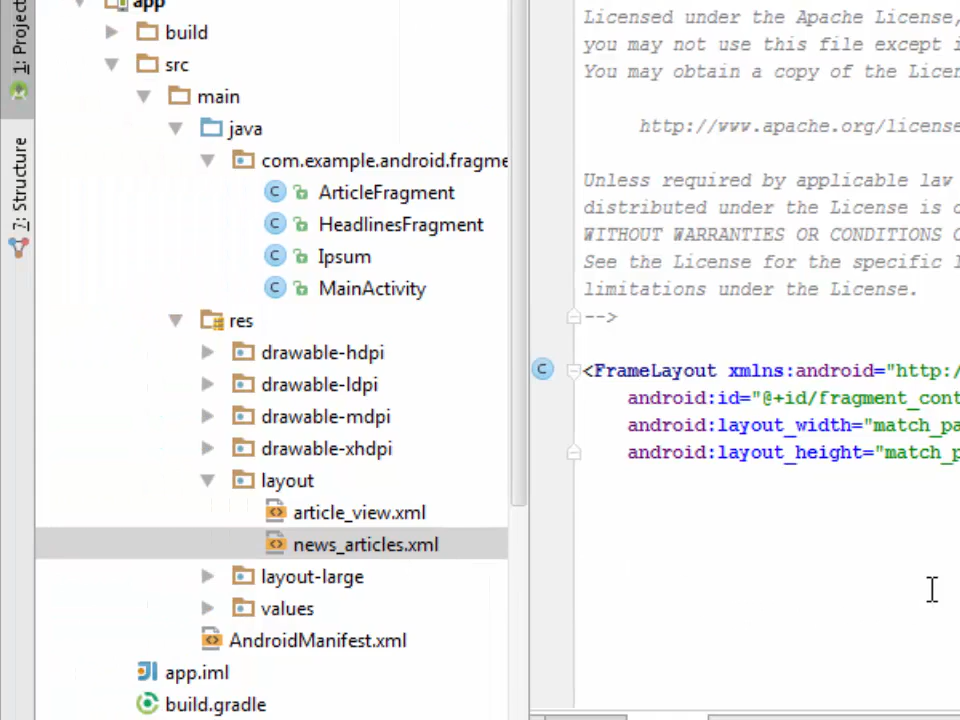 app
1: Project
build
src
main
java
com.example.android.fragme
ArticleFragment
HeadlinesFragment
Ipsum
MainActivity
res
drawable-hdpi
drawable-ldpi
drawable-mdpi
drawable-xhdpi
layout
article_view.xml
news_articles.xml
layout-large
values
AndroidManifest.xml
app.iml
build.gradle
7: Structure
Licensed under the Apache License,
you may not use this file except i
You may obtain a copy of the Licen
http://www.apache.org/license
Unless required by applicable law
distributed under the License is
WITHOUT WARRANTIES OR CONDITIONS
See the License for the specific l
limitations under the License.
-->
<FrameLayout xmlns:android="http:/
android:id="@+id/fragment_cont
android:layout_width="match_pa
android:layout_height="match_p